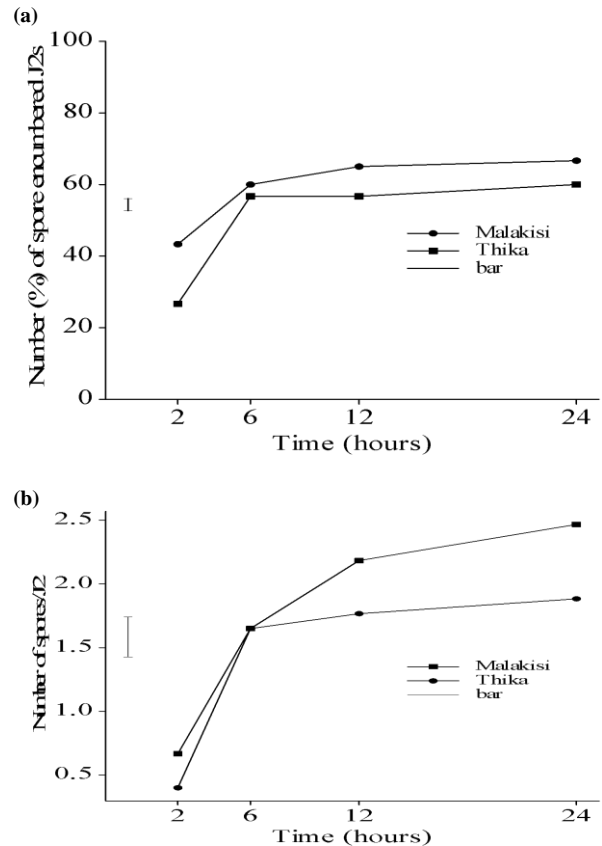 (a)
Number (%) of spore encumbered J2s
100
80
60
40
20
0
Malakisi
Thika
bar
2 6 12 24
Time (hours)
(b)
Number of spores/J2
2.5
2.0
1.5
1.0
0.5
Malakisi
Thika
bar
2 6 12 24
Time (hours)